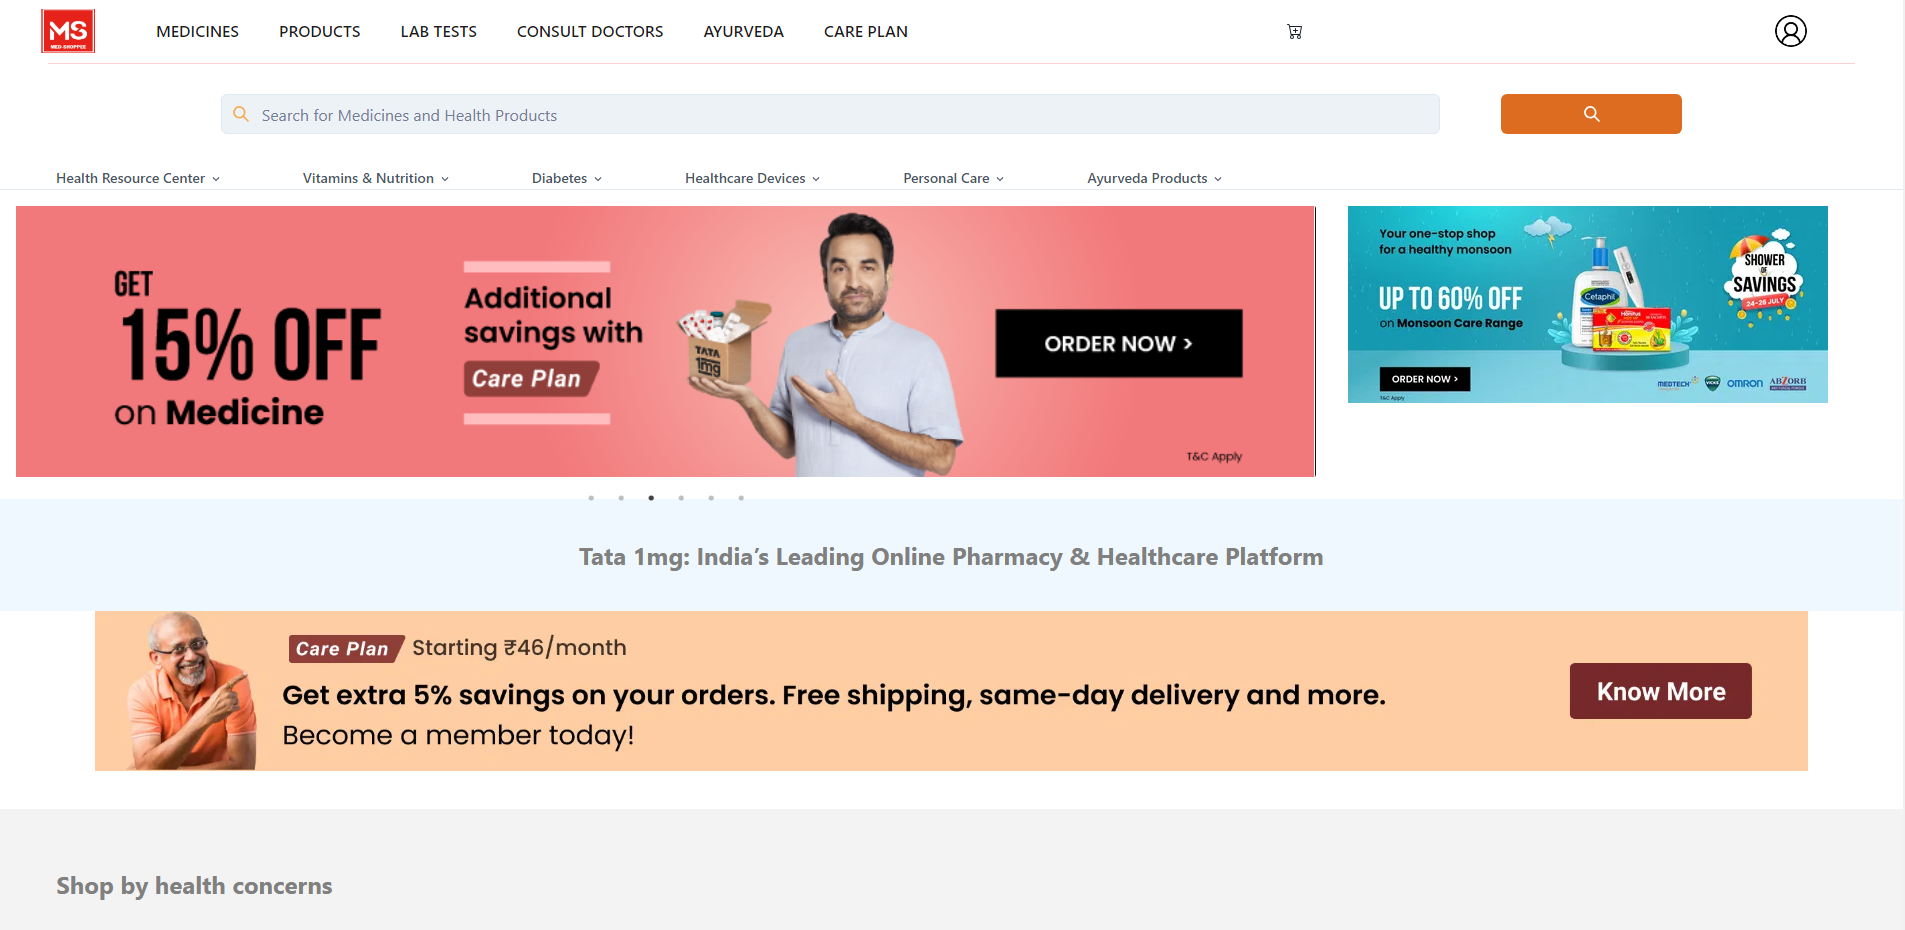 MS
MED-SHOPPEE
MEDICINES
PRODUCTS
LAB TESTS
CONSULT DOCTORS
AYURVEDA
CARE PLAN
Search for Medicines and Health Products
Health Resource Center
Vitamins & Nutrition
Diabetes
Healthcare Devices
Personal Care
Ayurveda Products
GET
15% OFF
on Medicine
Additional
savings with
Care Plan
TATA
1mg
ORDER NOW >
T&C Apply
Your one-stop shop
for a healthy monsoon
UP TO 60% OFF
on Monsoon Care Range
ORDER NOW >
T&C Apply
Cetaphil
Honitus
SHOWER
OF
SAVINGS
24-26 JULY
MEDTECH
VICKS
OMRON
ABZORB
Tata 1mg: India’s Leading Online Pharmacy & Healthcare Platform
Care Plan Starting ₹46/month
Get extra 5% savings on your orders. Free shipping, same-day delivery and more.
Become a member today!
Know More
Shop by health concerns